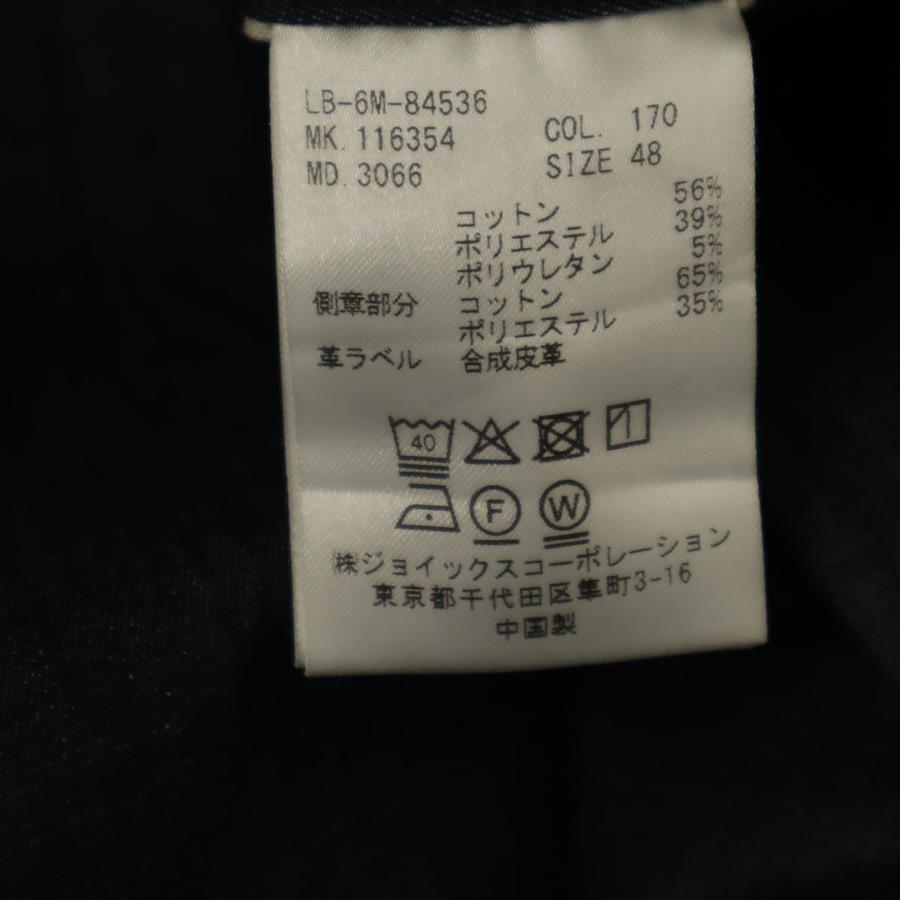 LB-6M-84536
MK.116354 COL. 170
MD.3066 SIZE 48
コットン 56%
ポリエステル 39%
ポリウレタン 5%
側章部分 コットン 65%
ポリエステル 35%
革ラベル 合成皮革
40
F W
㈱ジョイックスコーポレーション
東京都千代田区隼町3-16
中国製